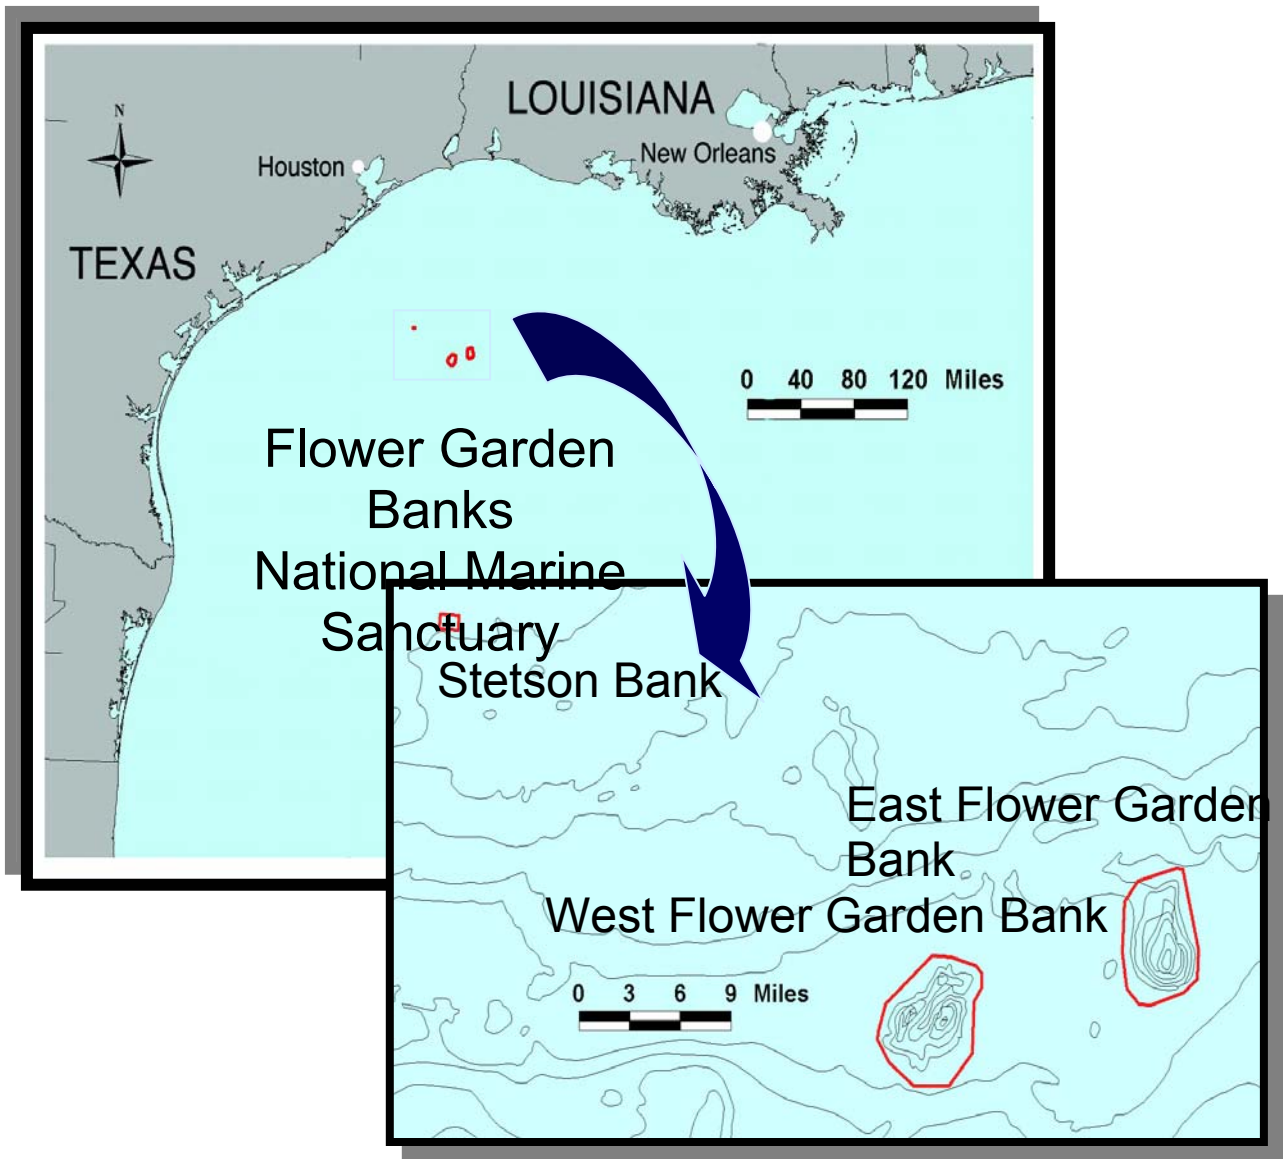 N
LOUISIANA
New Orleans
Houston
TEXAS
0 40 80 120 Miles
Flower Garden
Banks
National Marine
Sanctuary
Stetson Bank
East Flower Garden
Bank
West Flower Garden Bank
0 3 6 9 Miles